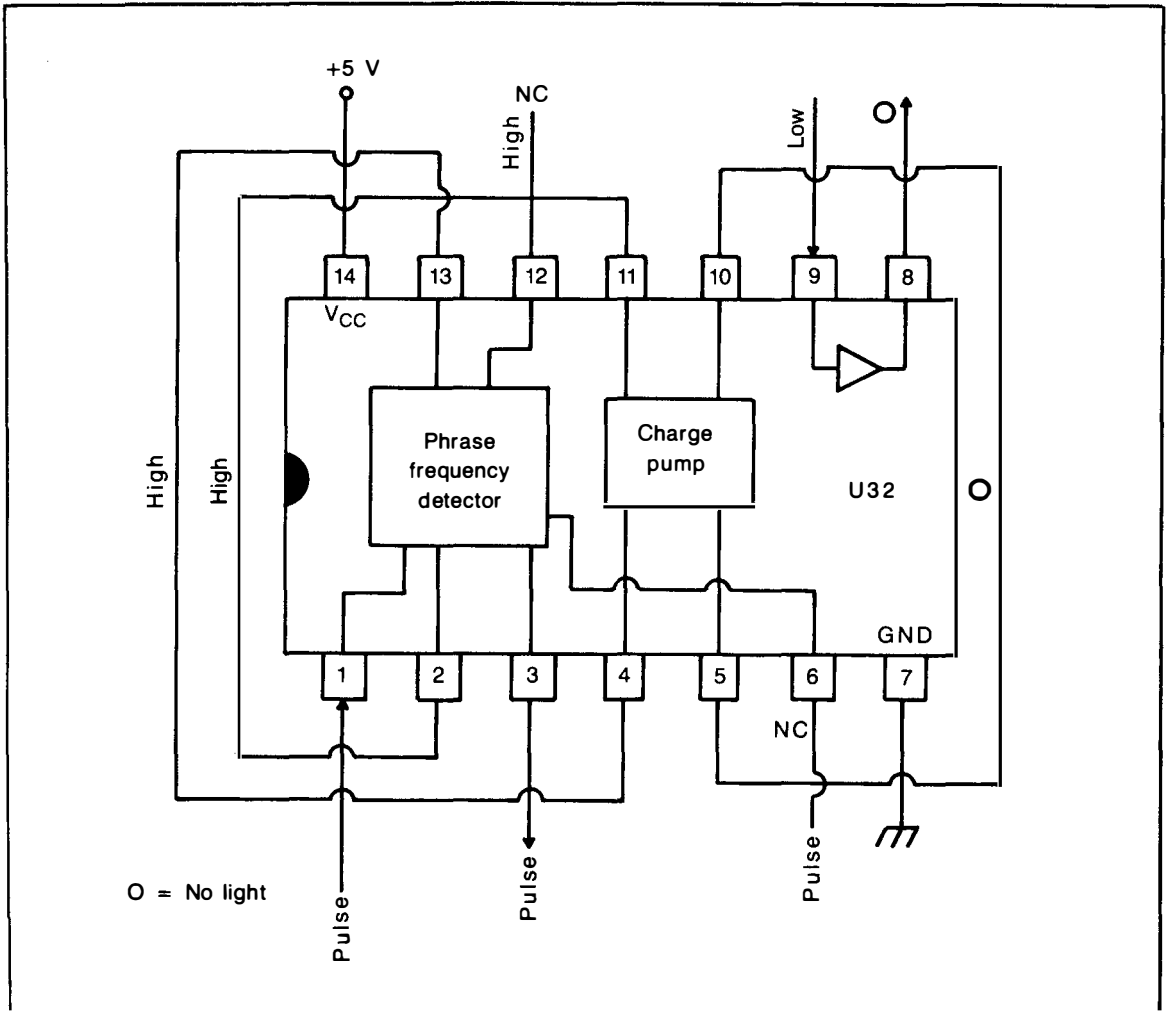 +5 V
NC
High
Low
O
14
13
12
11
10
9
8
VCC
Phrase
frequency
detector
Charge
pump
High
High
U32
O
GND
1
2
3
4
5
6
7
NC
O = No light
Pulse
Pulse
Pulse